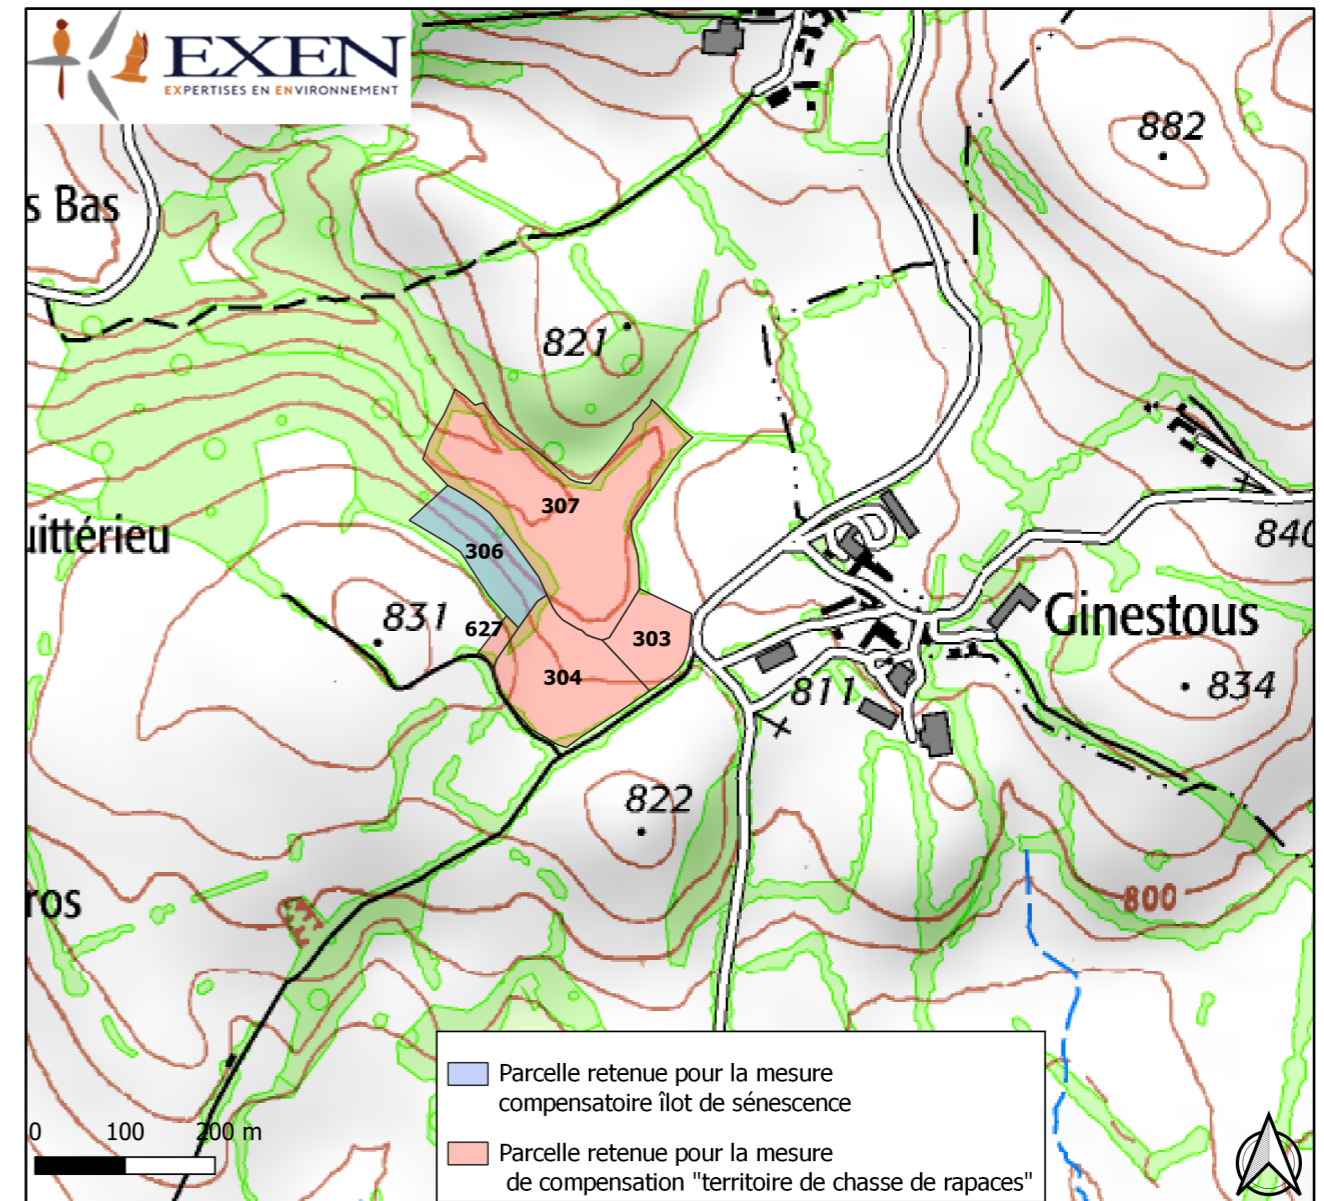 EXEN
EXPERTISES EN ENVIRONNEMENT
882
s Bas
821
307
uittérieu
306
840
831
627
303
Ginestous
304
811
834
822
ros
800
Parcelle retenue pour la mesure
compensatoire îlot de sénescence
0 100 200 m
Parcelle retenue pour la mesure
de compensation "territoire de chasse de rapaces"